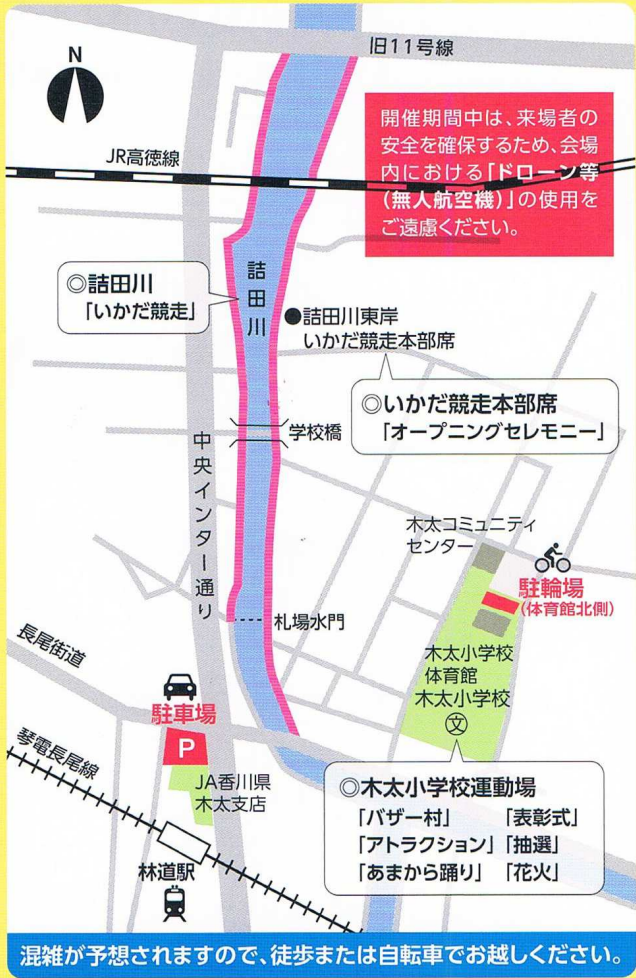 旧11号線
N
JR高徳線
開催期間中は、来場者の
安全を確保するため、会場
内における「ドローン等
(無人航空機)」の使用を
ご遠慮ください。
◎詰田川
「いかだ競走」
詰田川
●詰田川東岸
いかだ競走本部席
◎いかだ競走本部席
「オープニングセレモニー」
学校橋
中央インター通り
木太コミュニティ
センター
駐輪場
(体育館北側)
札場水門
長尾街道
木太小学校
体育館
木太小学校
文
駐車場
P
琴電長尾線
JA香川県
木太支店
林道駅
◎木太小学校運動場
「バザー村」 「表彰式」
「アトラクション」 「抽選」
「あまから踊り」 「花火」
混雑が予想されますので、徒歩または自転車でお越しください。